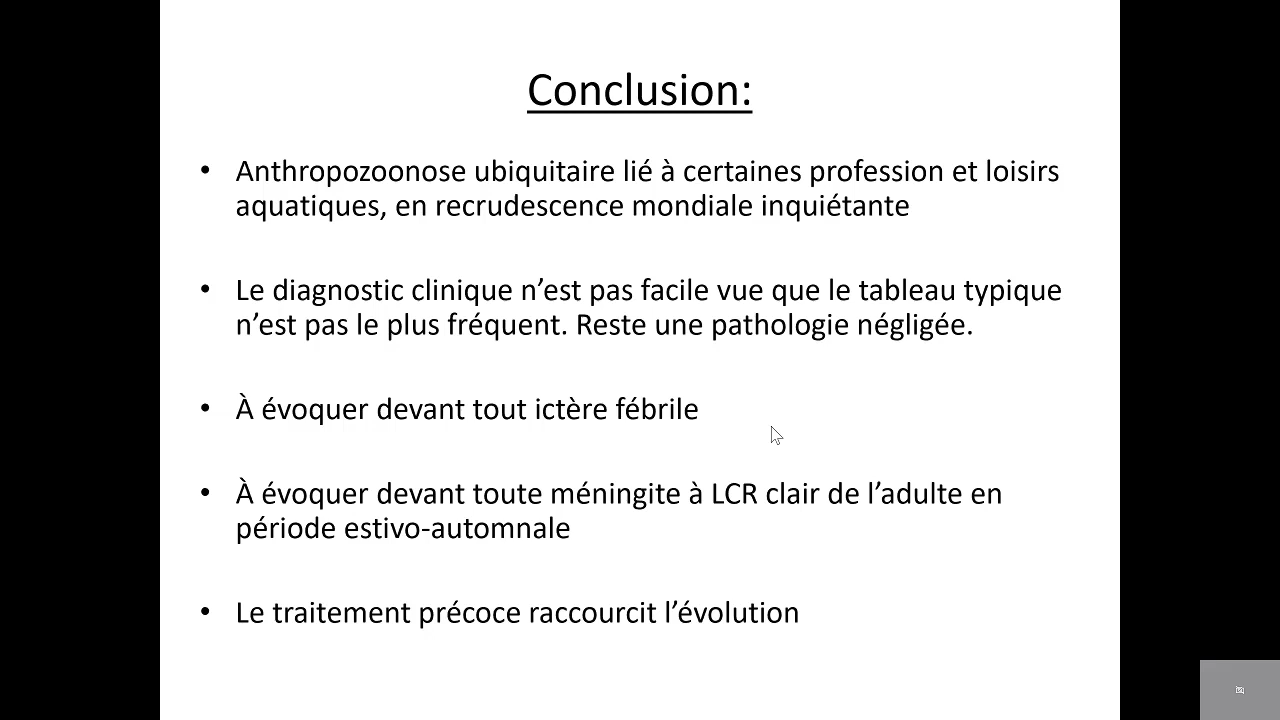 Conclusion:
• Anthropozoonose ubiquitaire lié à certaines profession et loisirs
aquatiques, en recrudescence mondiale inquiétante
• Le diagnostic clinique n’est pas facile vue que le tableau typique
n’est pas le plus fréquent. Reste une pathologie négligée.
• À évoquer devant tout ictère fébrile
• À évoquer devant toute méningite à LCR clair de l’adulte en
période estivo-automnale
• Le traitement précoce raccourcit l’évolution